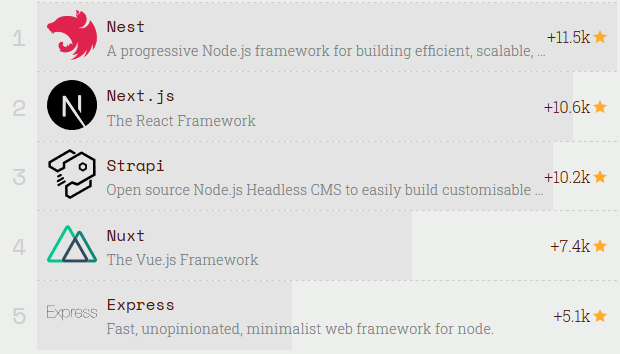 1
Nest
+11.5k
A progressive Node.js framework for building efficient, scalable, ...
2
Next.js
+10.6k
The React Framework
3
Strapi
+10.2k
Open source Node.js Headless CMS to easily build customisable ...
4
Nuxt
+7.4k
The Vue.js Framework
5
Express
Express
+5.1k
Fast, unopinionated, minimalist web framework for node.